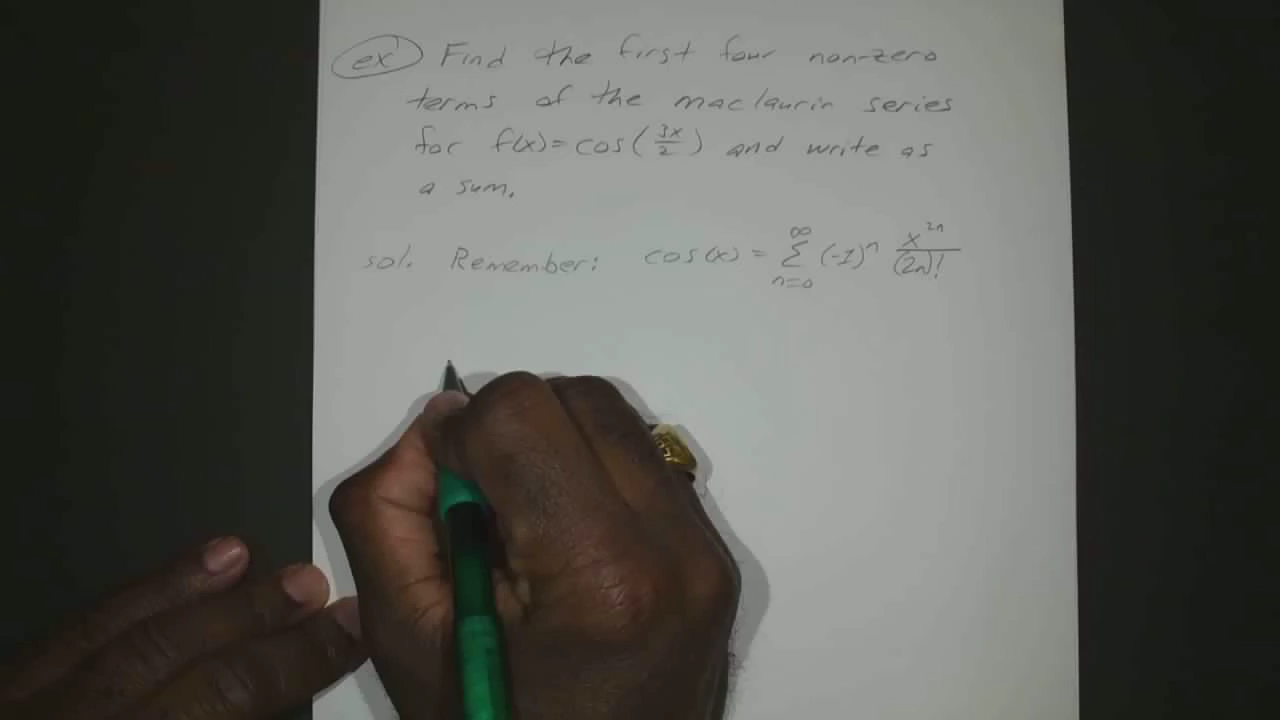 ex Find the first four non-zero
terms of the maclaurin series
for f(x)=cos(3x/2) and write as
a sum.
sol. Remember: cos(x) = ∑_{n=0}^{∞} (-1)^n x^{2n}/(2n)!